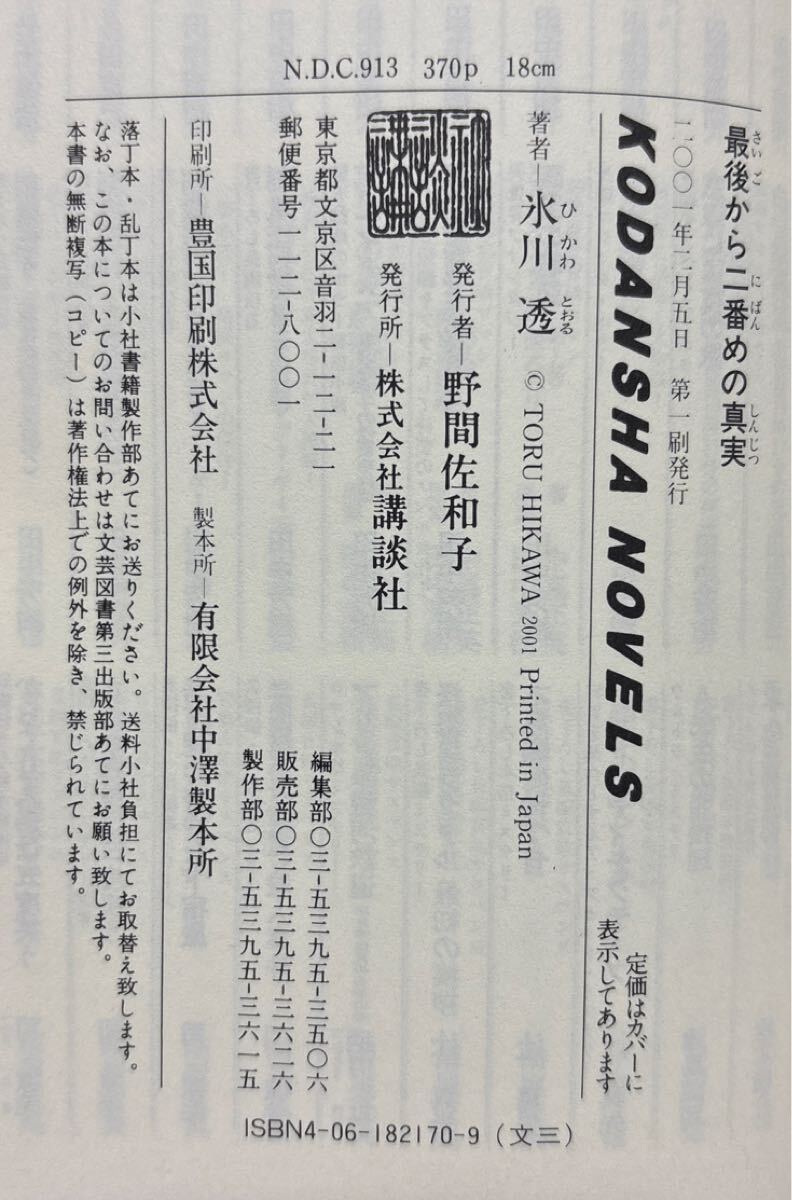 N.D.C.913 370p 18cm
最後から二番めの真実
さいご に ばん しんじつ
二〇〇一年二月五日 第一刷発行
KODANSHA NOVELS
定価はカバーに
表示してあります
著者―氷川 透 © TORU HIKAWA 2001 Printed in Japan
ひ かわ とおる
発行者―野間佐和子
発行所―株式会社講談社
東京都文京区音羽二-一二-二一
郵便番号一一二-八〇〇一
編集部〇三-五三九五-三五〇六
販売部〇三-五三九五-三六二六
製作部〇三-五三九五-三六一五
印刷所―豊国印刷株式会社 製本所―有限会社中澤製本所
落丁本・乱丁本は小社書籍製作部あてにお送りください。送料小社負担にてお取替え致します。
なお、この本についてのお問い合わせは文芸図書第三出版部あてにお願い致します。
本書の無断複写（コピー）は著作権法上での例外を除き、禁じられています。
ISBN4-06-182170-9（文三）